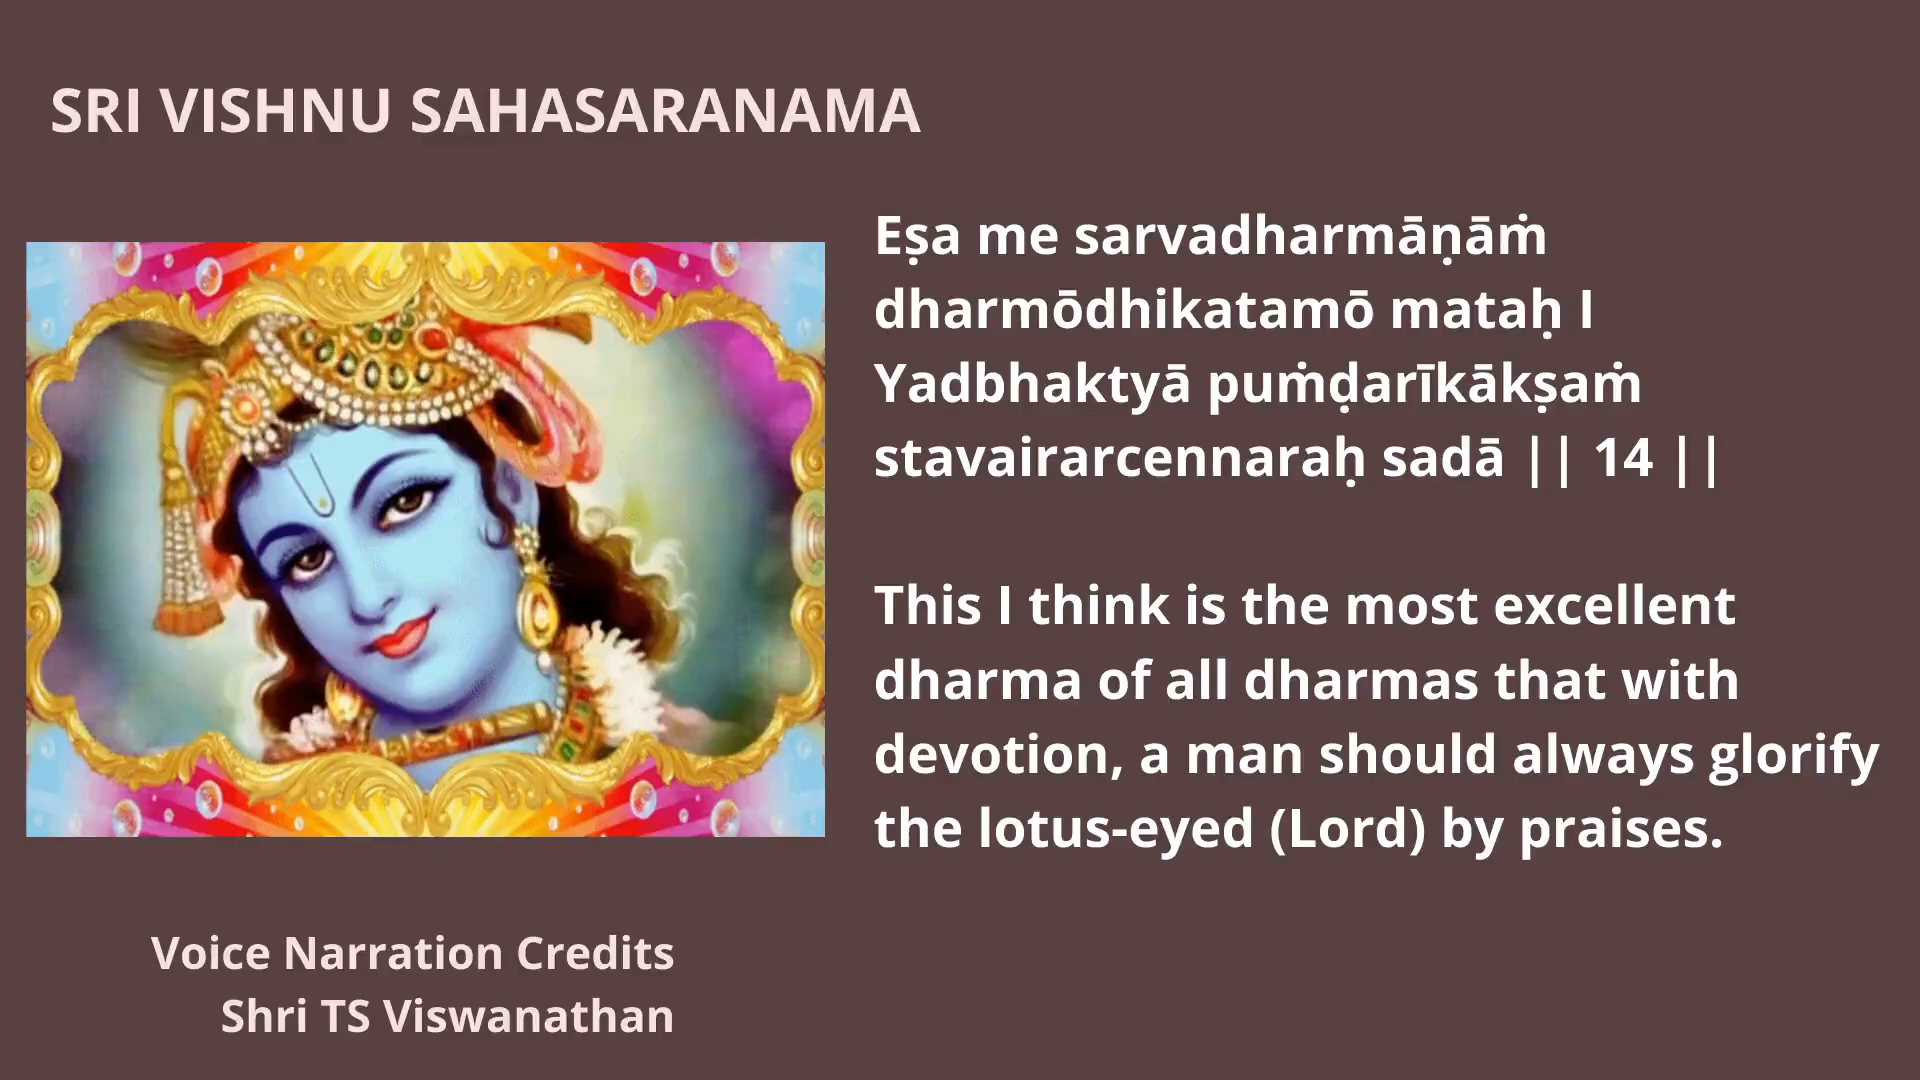 SRI VISHNU SAHASARANAMA
Eṣa me sarvadharmāṇāṁ
dharmōdhikatamō mataḥ I
Yadbhaktyā puṁḍarīkākṣaṁ
stavairarcennaraḥ sadā || 14 ||
This I think is the most excellent
dharma of all dharmas that with
devotion, a man should always glorify
the lotus-eyed (Lord) by praises.
Voice Narration Credits
Shri TS Viswanathan